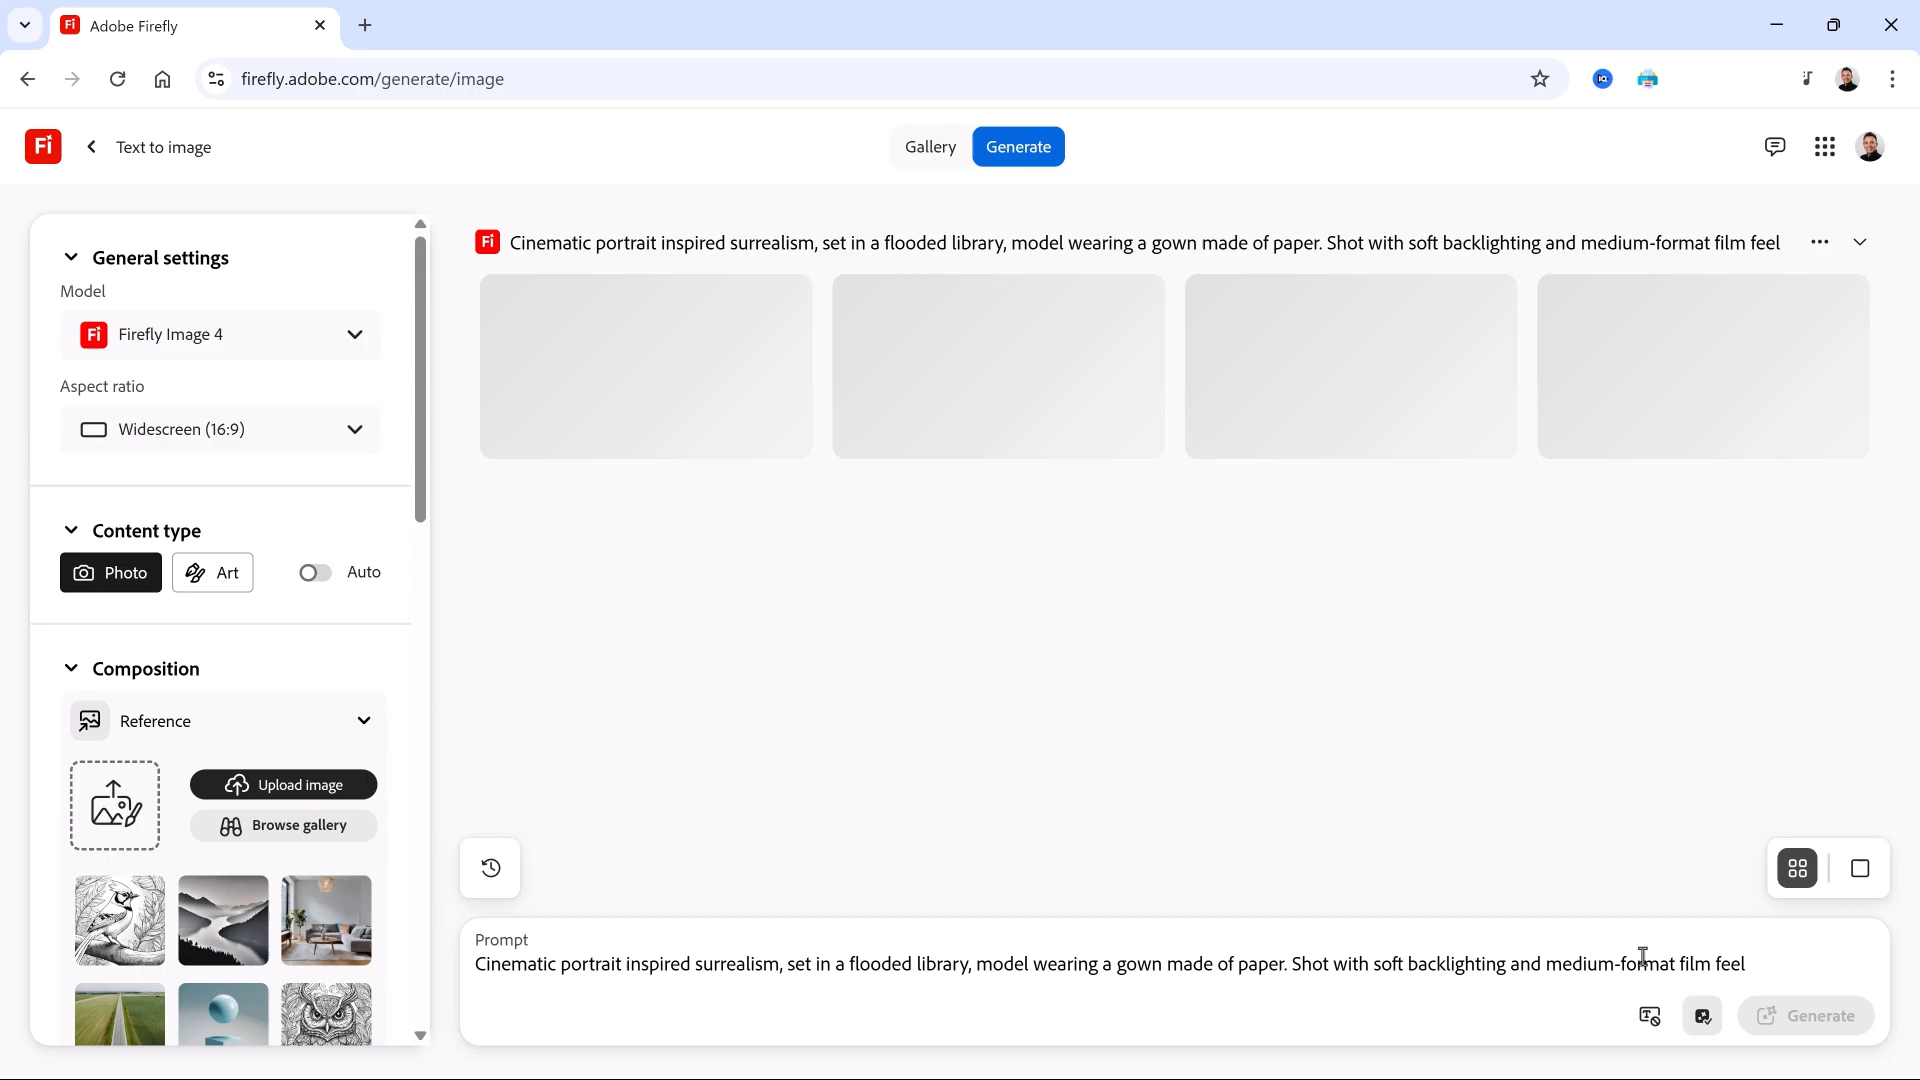 Adobe Firefly
firefly.adobe.com/generate/image
Fi
Text to image
Gallery
Generate
General settings
Model
Fi
Firefly Image 4
Aspect ratio
Widescreen (16:9)
Content type
Photo
Art
Auto
Composition
Reference
Upload image
Browse gallery
Fi
Cinematic portrait inspired surrealism, set in a flooded library, model wearing a gown made of paper. Shot with soft backlighting and medium-format film feel
Prompt
Cinematic portrait inspired surrealism, set in a flooded library, model wearing a gown made of paper. Shot with soft backlighting and medium-format film feel
Generate